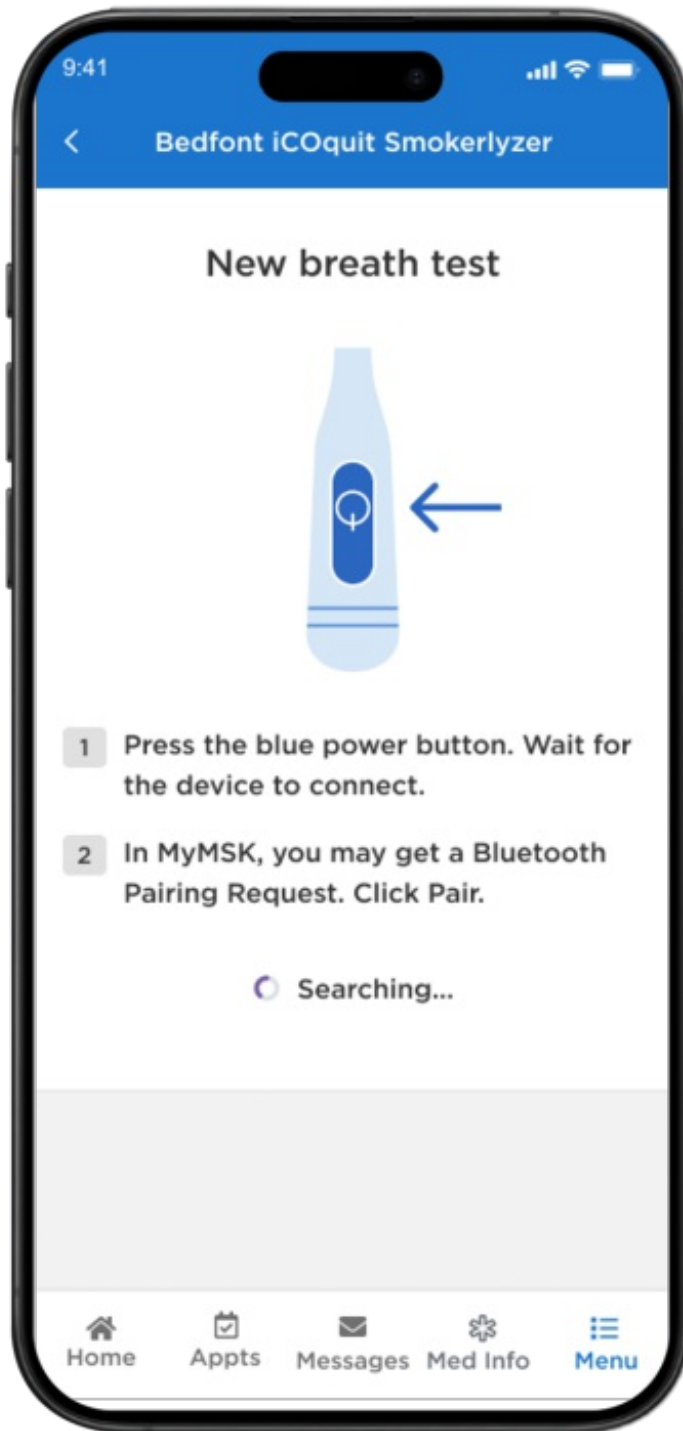 9:41
Bedfont iCOquit Smokerlyzer
New breath test
1 Press the blue power button. Wait for
the device to connect.
2 In MyMSK, you may get a Bluetooth
Pairing Request. Click Pair.
Searching...
Home Appts Messages Med Info Menu